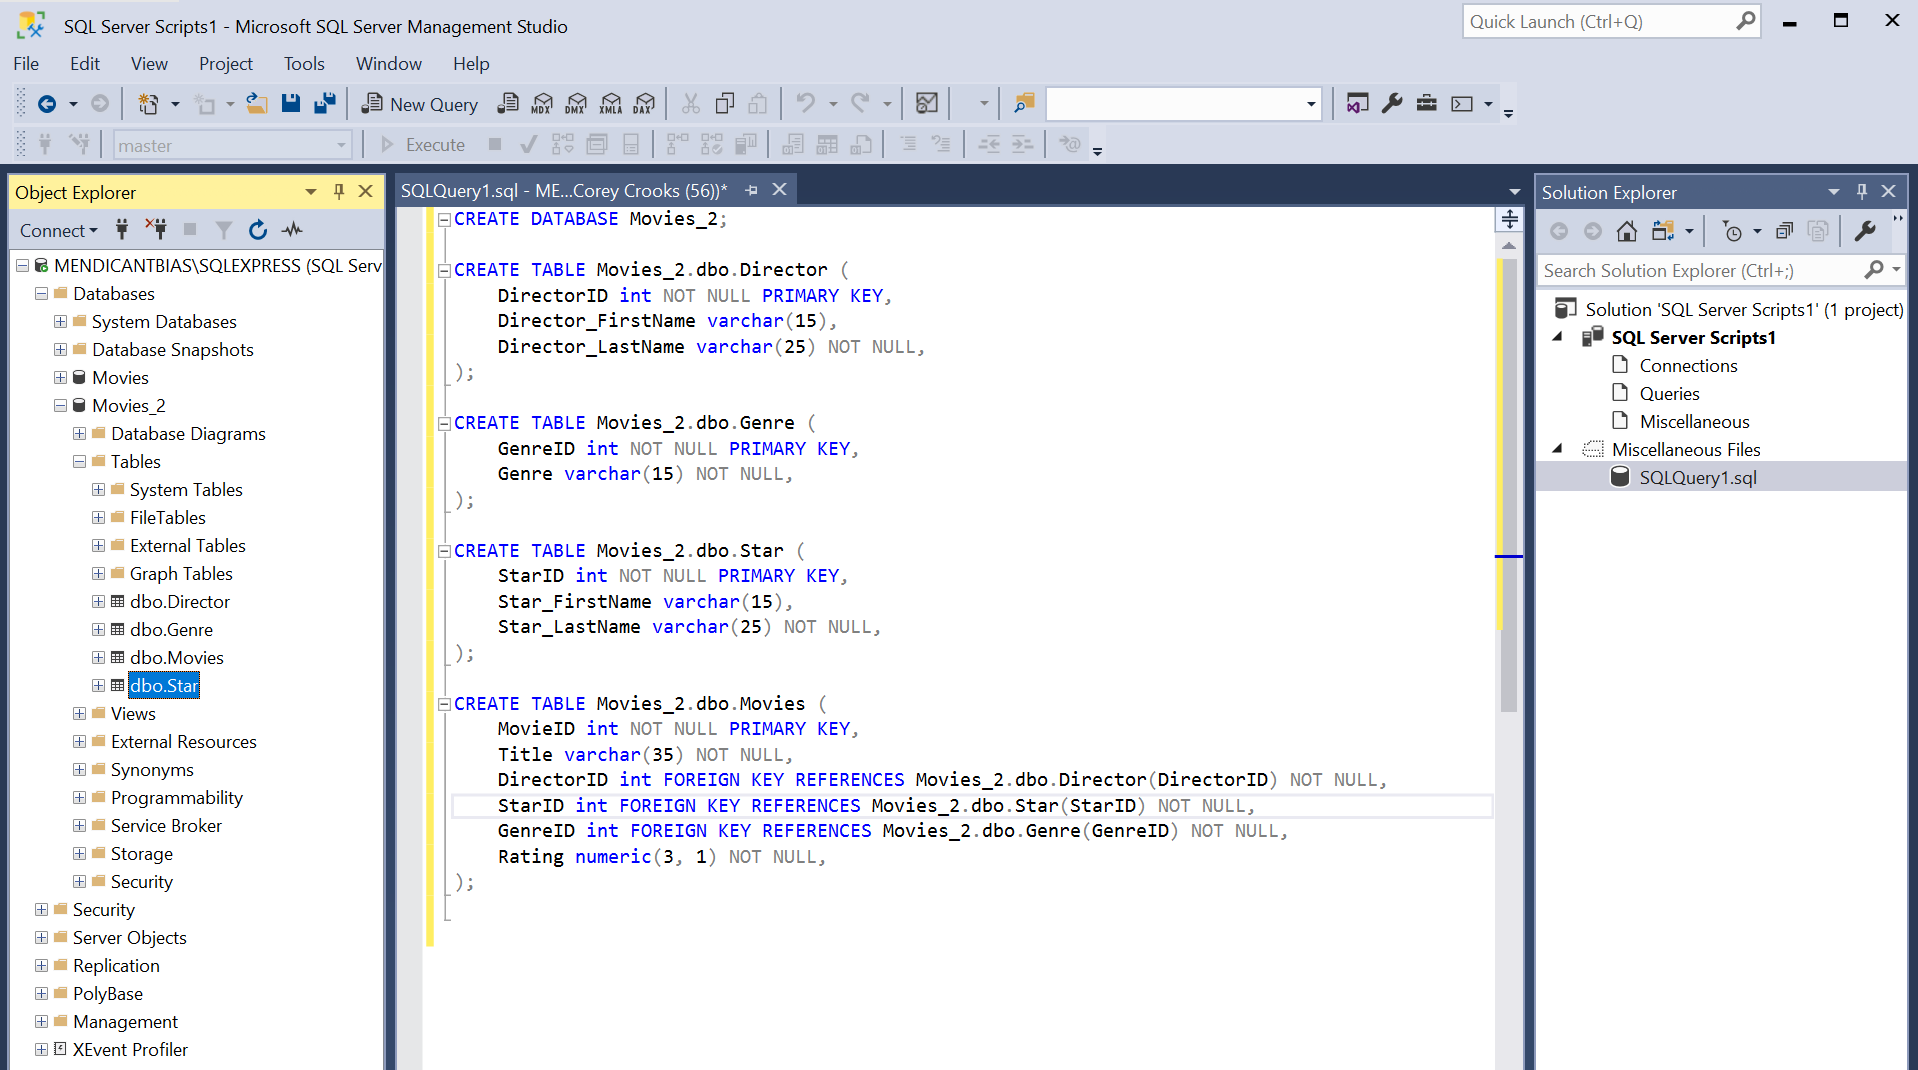 SQL Server Scripts1 - Microsoft SQL Server Management Studio
Quick Launch (Ctrl+Q)
File Edit View Project Tools Window Help
New Query MDX DMX XMLA DAX
master Execute
Object Explorer
Connect
MENDICANTBIAS\SQLEXPRESS (SQL Serv
Databases
System Databases
Database Snapshots
Movies
Movies_2
Database Diagrams
Tables
System Tables
FileTables
External Tables
Graph Tables
dbo.Director
dbo.Genre
dbo.Movies
dbo.Star
Views
External Resources
Synonyms
Programmability
Service Broker
Storage
Security
Security
Server Objects
Replication
PolyBase
Management
XEvent Profiler
SQLQuery1.sql - ME...Corey Crooks (56))*
CREATE DATABASE Movies_2;
CREATE TABLE Movies_2.dbo.Director (
DirectorID int NOT NULL PRIMARY KEY,
Director_FirstName varchar(15),
Director_LastName varchar(25) NOT NULL,
);
CREATE TABLE Movies_2.dbo.Genre (
GenreID int NOT NULL PRIMARY KEY,
Genre varchar(15) NOT NULL,
);
CREATE TABLE Movies_2.dbo.Star (
StarID int NOT NULL PRIMARY KEY,
Star_FirstName varchar(15),
Star_LastName varchar(25) NOT NULL,
);
CREATE TABLE Movies_2.dbo.Movies (
MovieID int NOT NULL PRIMARY KEY,
Title varchar(35) NOT NULL,
DirectorID int FOREIGN KEY REFERENCES Movies_2.dbo.Director(DirectorID) NOT NULL,
StarID int FOREIGN KEY REFERENCES Movies_2.dbo.Star(StarID) NOT NULL,
GenreID int FOREIGN KEY REFERENCES Movies_2.dbo.Genre(GenreID) NOT NULL,
Rating numeric(3, 1) NOT NULL,
);
Solution Explorer
Search Solution Explorer (Ctrl+;)
Solution 'SQL Server Scripts1' (1 project)
SQL Server Scripts1
Connections
Queries
Miscellaneous
Miscellaneous Files
SQLQuery1.sql